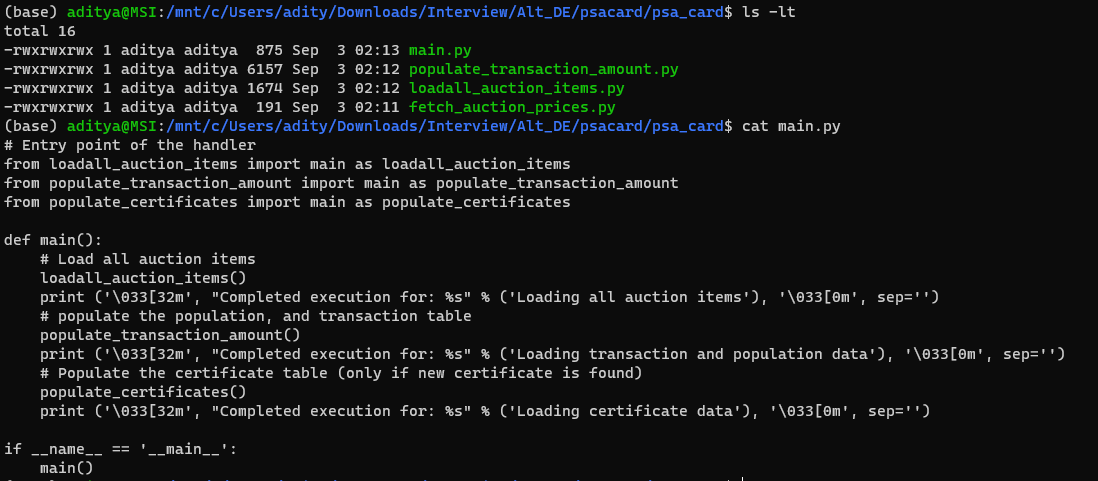 (base) aditya@MSI:/mnt/c/Users/adity/Downloads/Interview/Alt_DE/psacard/psa_card$ ls -lt
total 16
-rwxrwxrwx 1 aditya aditya  875 Sep  3 02:13 main.py
-rwxrwxrwx 1 aditya aditya 6157 Sep  3 02:12 populate_transaction_amount.py
-rwxrwxrwx 1 aditya aditya 1674 Sep  3 02:12 loadall_auction_items.py
-rwxrwxrwx 1 aditya aditya  191 Sep  3 02:11 fetch_auction_prices.py
(base) aditya@MSI:/mnt/c/Users/adity/Downloads/Interview/Alt_DE/psacard/psa_card$ cat main.py
# Entry point of the handler
from loadall_auction_items import main as loadall_auction_items
from populate_transaction_amount import main as populate_transaction_amount
from populate_certificates import main as populate_certificates

def main():
    # Load all auction items
    loadall_auction_items()
    print ('\033[32m', "Completed execution for: %s" % ('Loading all auction items'), '\033[0m', sep='')
    # populate the population, and transaction table
    populate_transaction_amount()
    print ('\033[32m', "Completed execution for: %s" % ('Loading transaction and population data'), '\033[0m', sep='')
    # Populate the certificate table (only if new certificate is found)
    populate_certificates()
    print ('\033[32m', "Completed execution for: %s" % ('Loading certificate data'), '\033[0m', sep='')

if __name__ == '__main__':
    main()